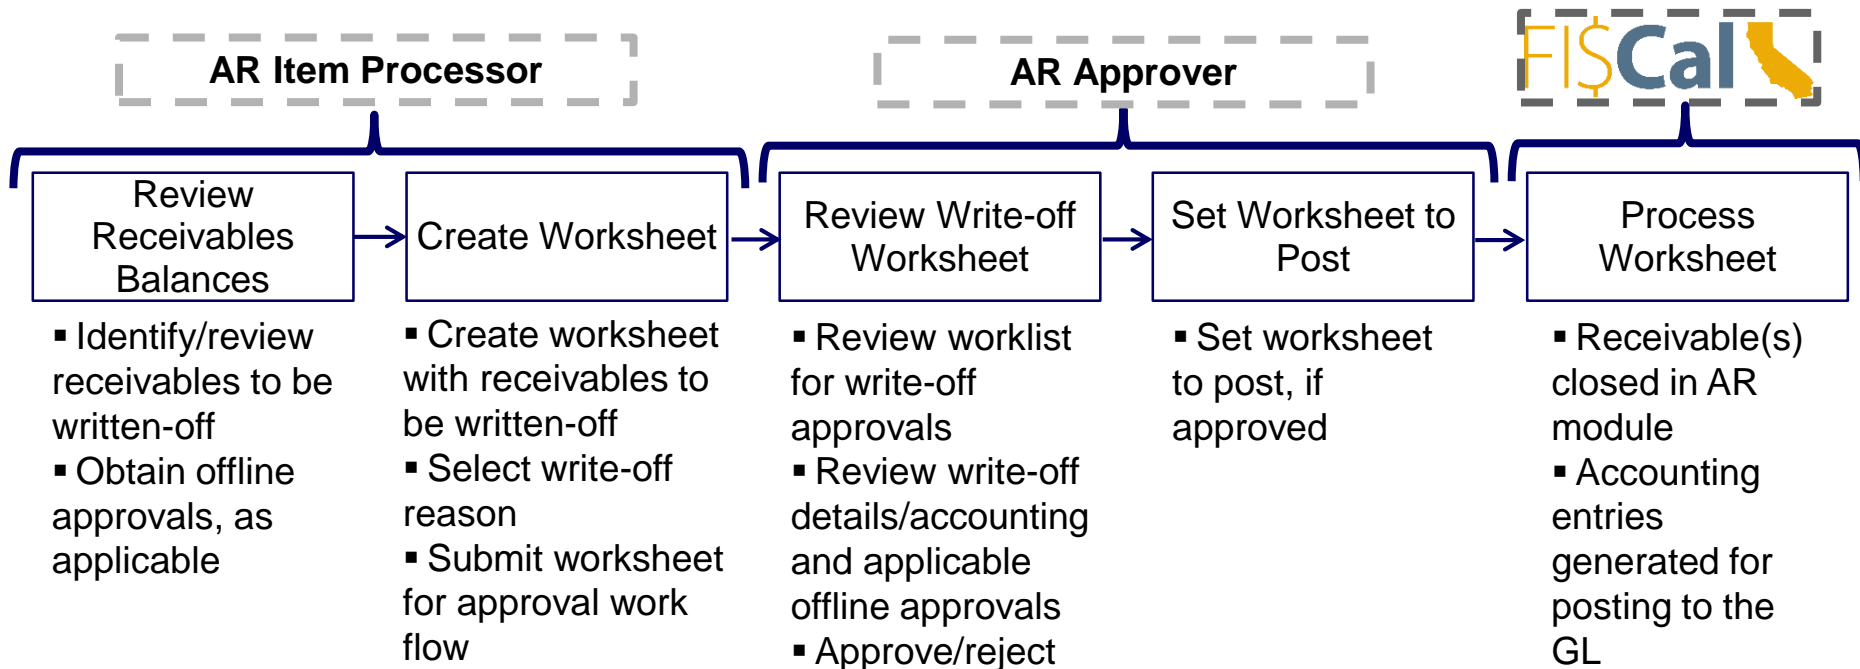 AR Item Processor
AR Approver
FI$Cal
Review
Receivables
Balances
Create Worksheet
Review Write-off
Worksheet
Set Worksheet to
Post
Process
Worksheet
▪ Identify/review
receivables to be
written-off
▪ Obtain offline
approvals, as
applicable
▪ Create worksheet
with receivables to
be written-off
▪ Select write-off
reason
▪ Submit worksheet
for approval work
flow
▪ Review worklist
for write-off
approvals
▪ Review write-off
details/accounting
and applicable
offline approvals
▪ Approve/reject
▪ Set worksheet
to post, if
approved
▪ Receivable(s)
closed in AR
module
▪ Accounting
entries
generated for
posting to the
GL